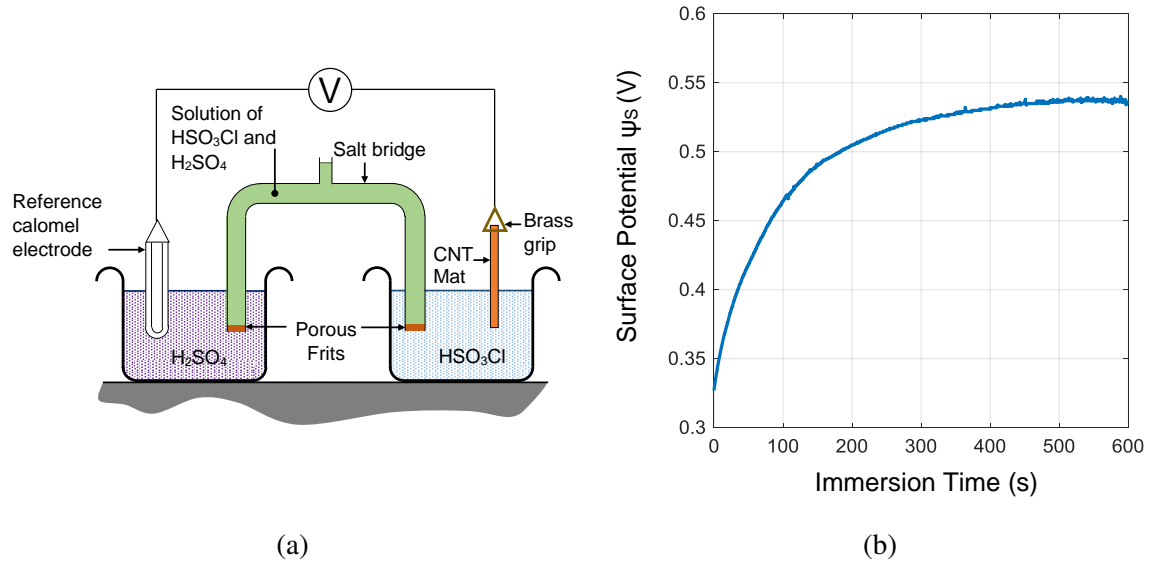 V
Solution of
HSO₃Cl and
H₂SO₄
Salt bridge
Reference
calomel
electrode
Brass
grip
CNT
Mat
Porous
Frits
H₂SO₄
HSO₃Cl
(a)
Surface Potential ψs (V)
0.6
0.55
0.5
0.45
0.4
0.35
0.3
0 100 200 300 400 500 600
Immersion Time (s)
(b)